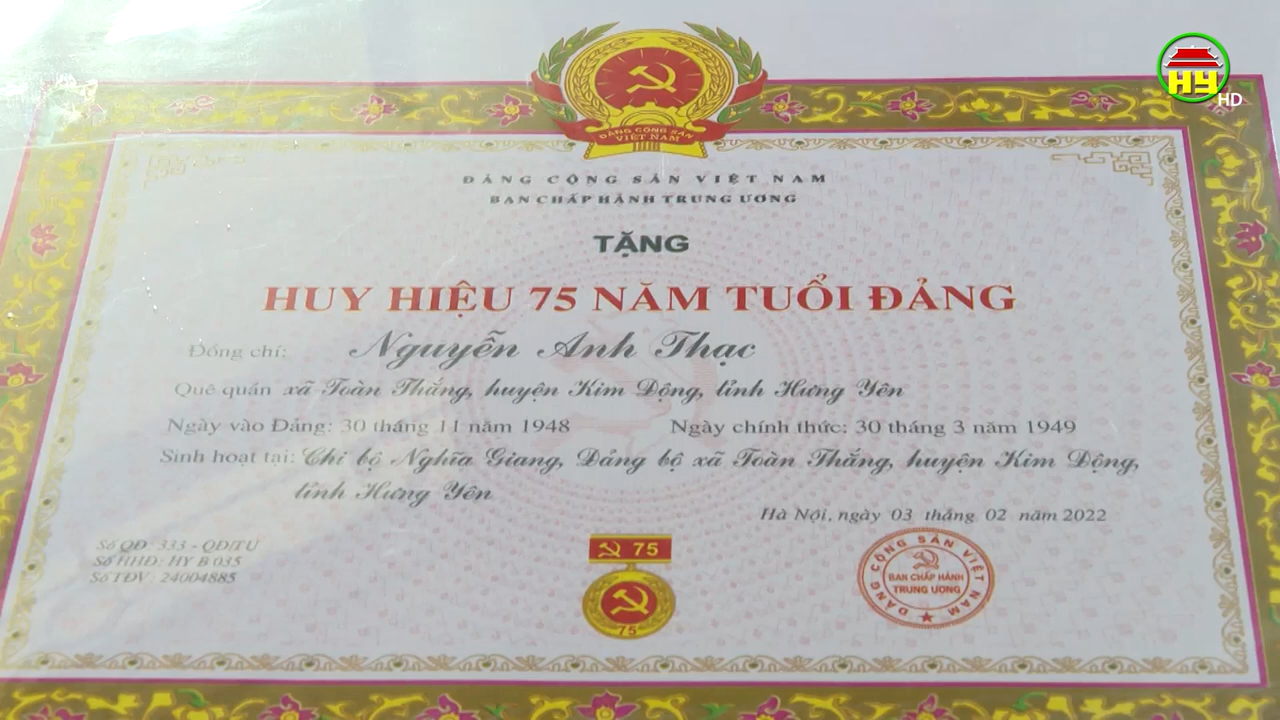 HY HD
ĐẢNG CỘNG SẢN
VIỆT NAM
ĐẢNG CỘNG SẢN VIỆT NAM
BAN CHẤP HÀNH TRUNG ƯƠNG
TẶNG
HUY HIỆU 75 NĂM TUỔI ĐẢNG
Đồng chí: Nguyễn Anh Thạc
Quê quán xã Toàn Thắng, huyện Kim Động, tỉnh Hưng Yên
Ngày vào Đảng: 30 tháng 11 năm 1948 Ngày chính thức: 30 tháng 3 năm 1949
Sinh hoạt tại: Chi bộ Nghĩa Giang, Đảng bộ xã Toàn Thắng, huyện Kim Động,
tỉnh Hưng Yên
Hà Nội, ngày 03 tháng 02 năm 2022
Số QĐ: 333 - QĐ/TU
Số HHĐ: HY B 035
Số TĐV: 24004885
75
75
ĐẢNG CỘNG SẢN VIỆT NAM
BAN CHẤP HÀNH
TRUNG ƯƠNG